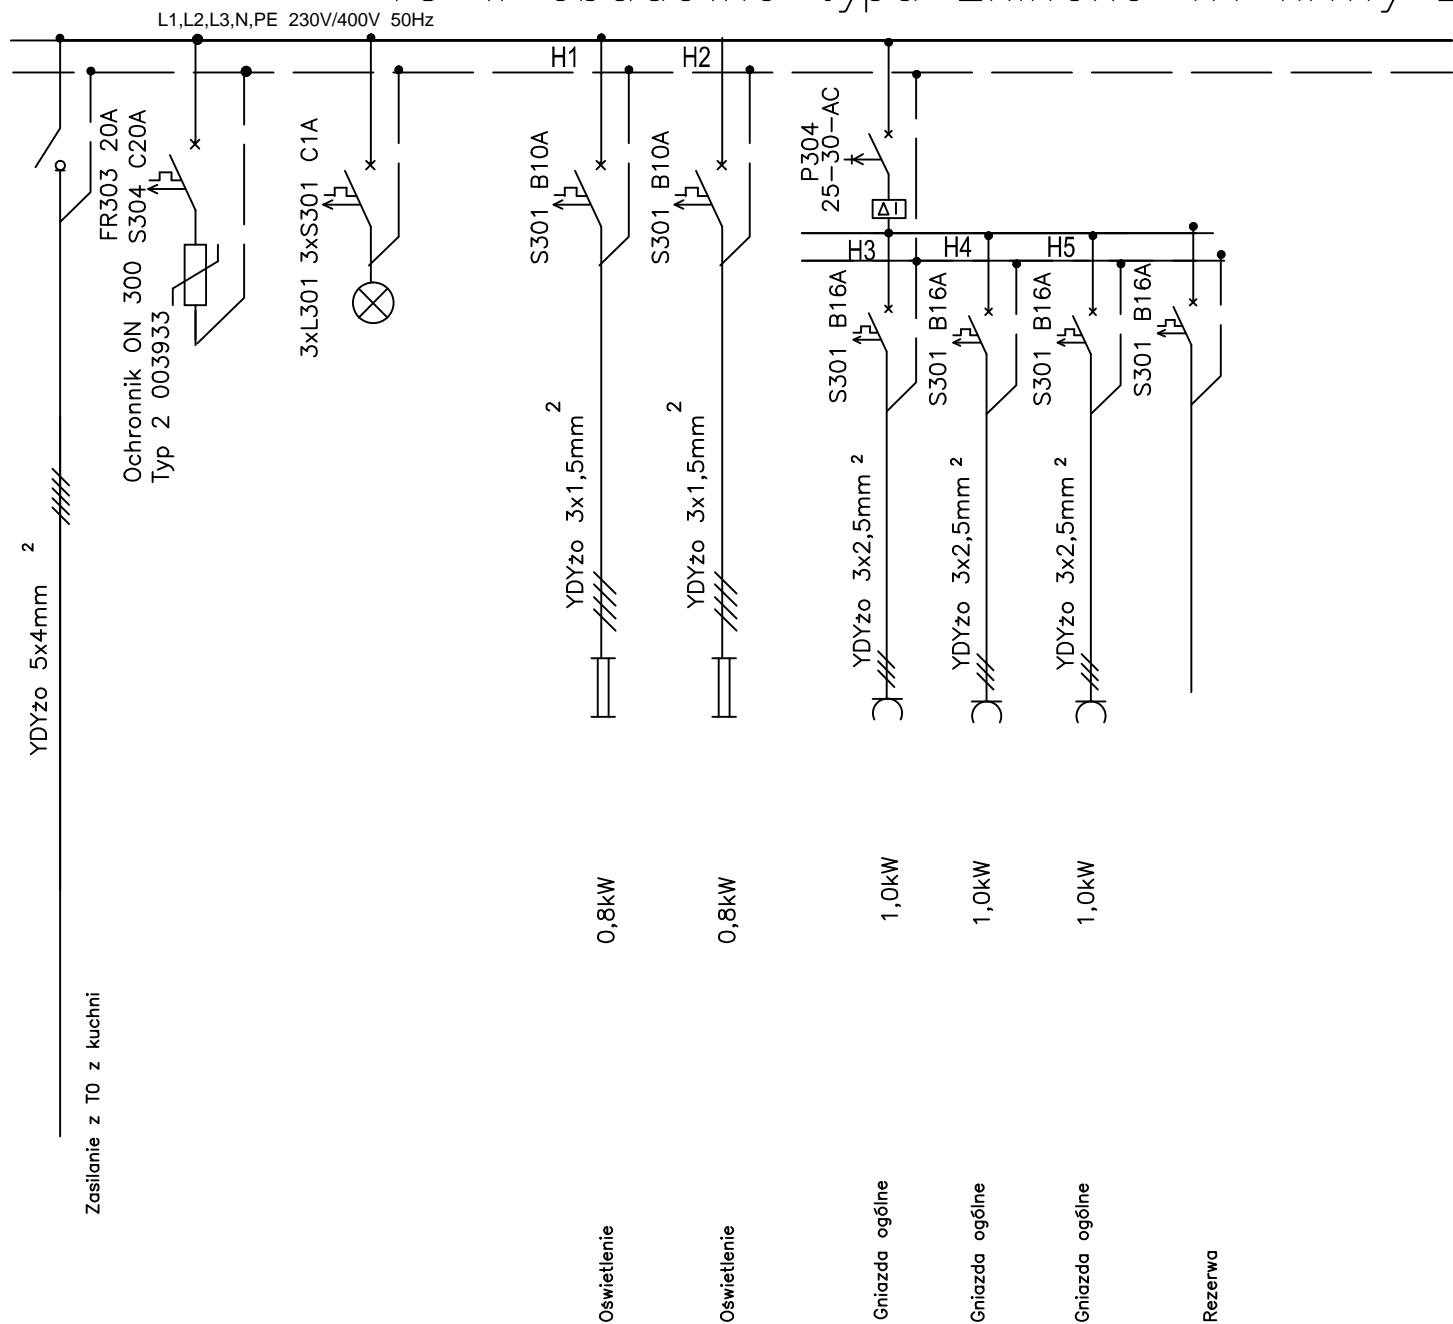 L1,L2,L3,N,PE 230V/400V 50Hz
H1
H2
FR303 20A
S304 C20A
Ochronnik ON 300
Typ 2 003933
3xL301 3xS301 C1A
S301 B10A
S301 B10A
P304
25-30-AC
ΔI
H3
H4
H5
S301 B16A
S301 B16A
S301 B16A
S301 B16A
YDYżo 5x4mm 2
YDYżo 3x1,5mm 2
YDYżo 3x1,5mm 2
YDYżo 3x2,5mm 2
YDYżo 3x2,5mm 2
YDYżo 3x2,5mm 2
0,8kW
0,8kW
1,0kW
1,0kW
1,0kW
Zasilanie z T0 z kuchni
Oświetlenie
Oświetlenie
Gniazda ogólne
Gniazda ogólne
Gniazda ogólne
Rezerwa